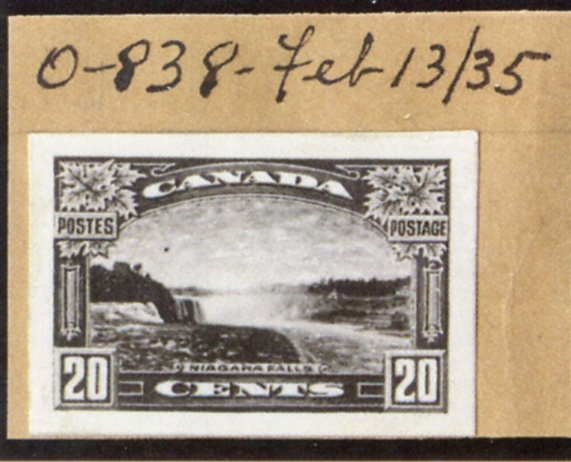 O-838-Feb 13/35
CANADA
POSTES POSTAGE
NIAGARA FALLS
20 CENTS 20